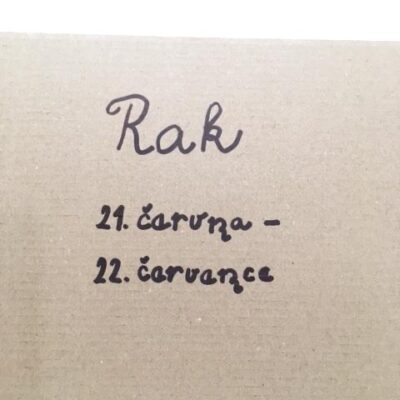 Rak
21. června –
22. července